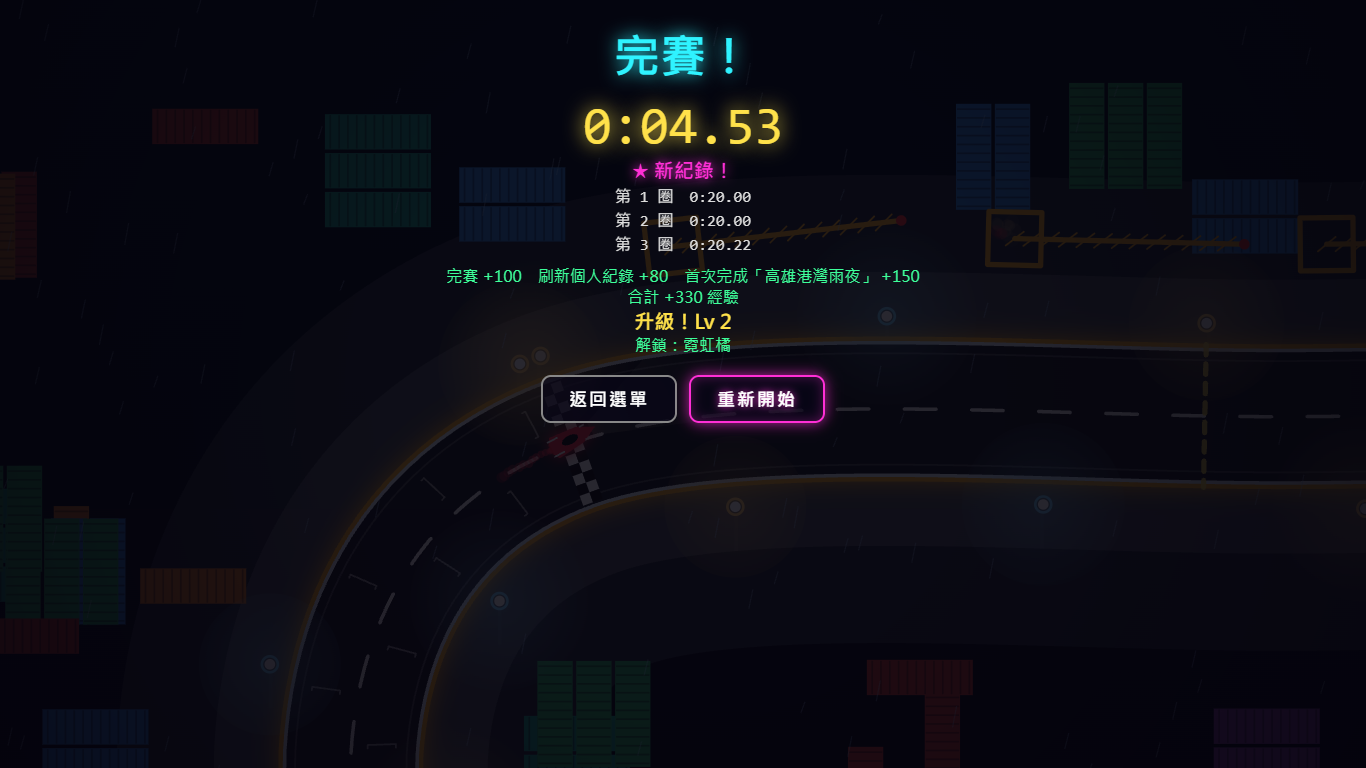 完賽！
0:04.53
★ 新紀錄！
第 1 圈 0:20.00
第 2 圈 0:20.00
第 3 圈 0:20.22
完賽 +100 刷新個人紀錄 +80 首次完成「高雄港灣雨夜」 +150
合計 +330 經驗
升級！Lv 2
解鎖：霓虹橘
返回選單 重新開始